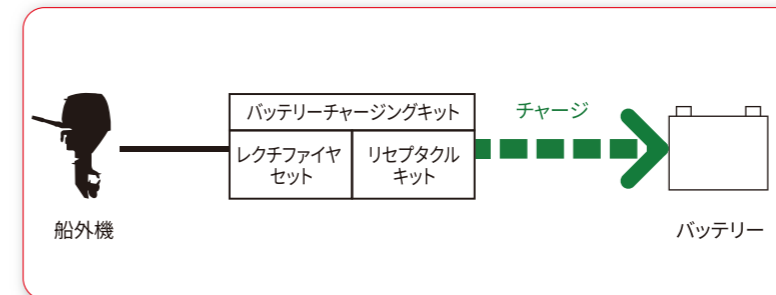 バッテリーチャージングキット
チャージ
レクチファイヤ
セット
リセプタクル
キット
船外機
バッテリー